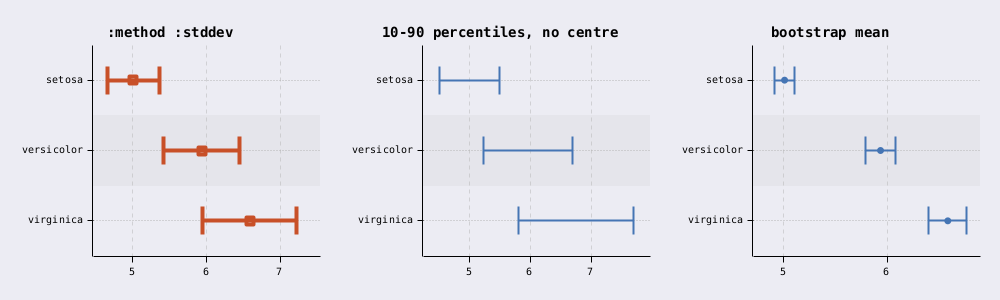 :method :stddev
setosa
versicolor
virginica
5 6 7
10-90 percentiles, no centre
setosa
versicolor
virginica
5 6 7
bootstrap mean
setosa
versicolor
virginica
5 6